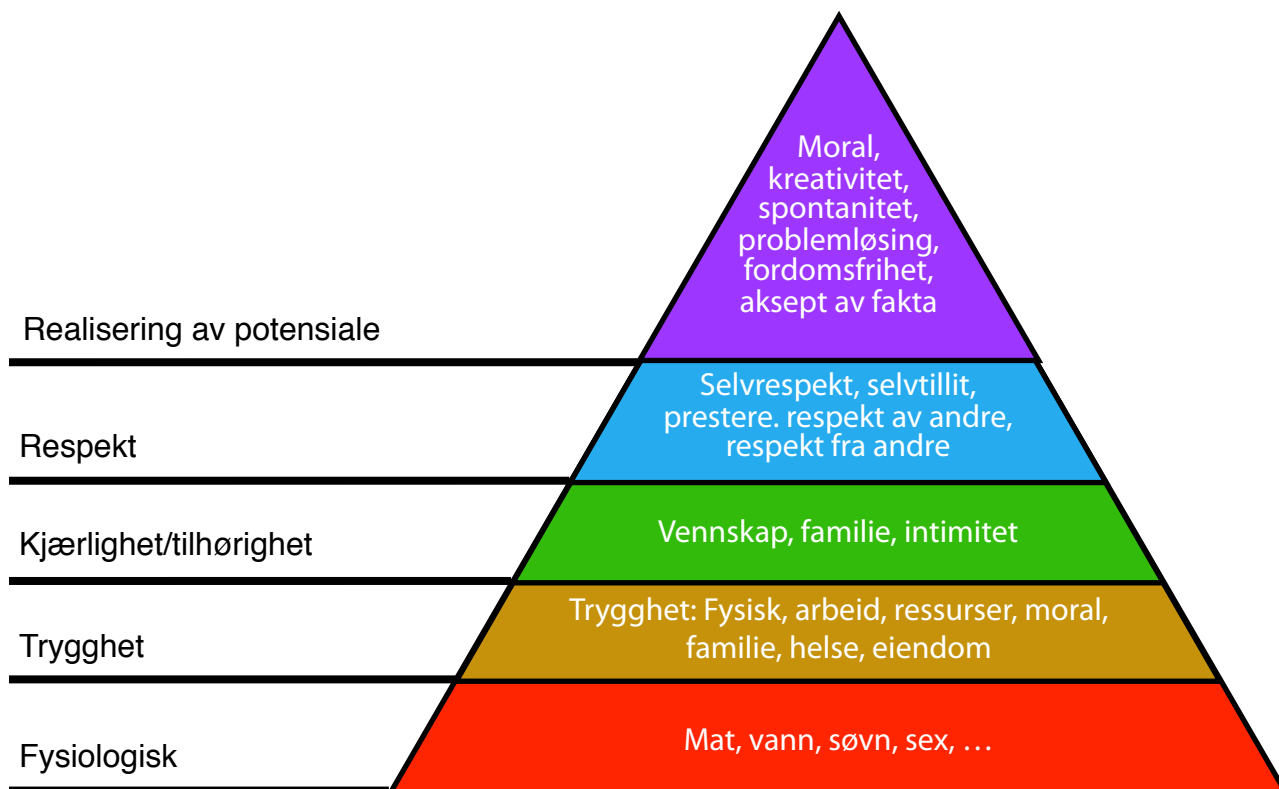 Moral,
kreativitet,
spontanitet,
problemløsing,
fordomsfrihet,
aksept av fakta
Realisering av potensiale
Selvrespekt, selvtillit,
prestere. respekt av andre,
respekt fra andre
Respekt
Vennskap, familie, intimitet
Kjærlighet/tilhørighet
Trygghet: Fysisk, arbeid, ressurser, moral,
familie, helse, eiendom
Trygghet
Mat, vann, søvn, sex, …
Fysiologisk